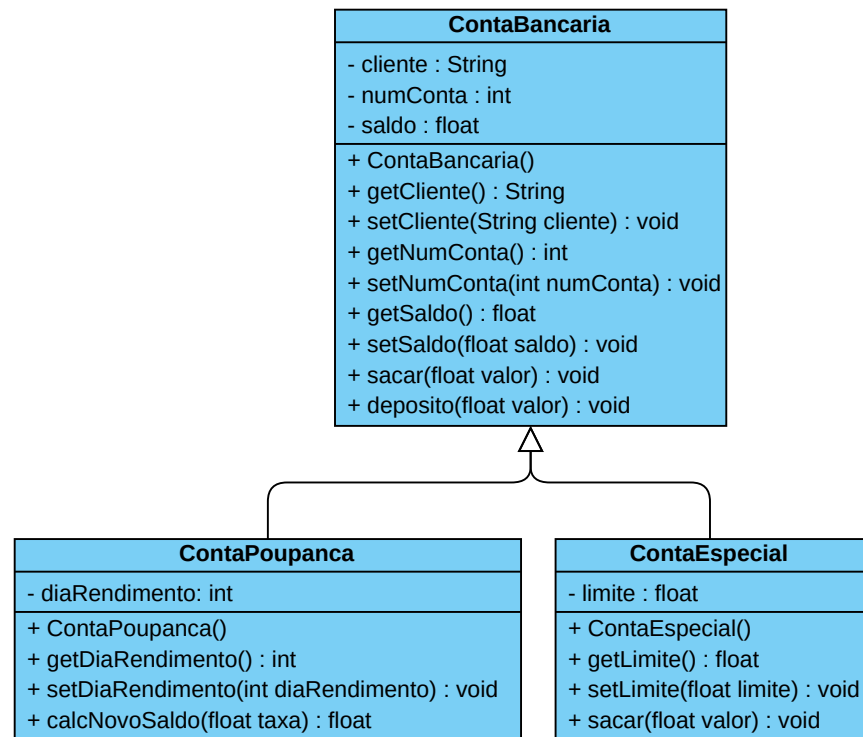 ContaBancaria
- cliente : String
- numConta : int
- saldo : float
+ ContaBancaria()
+ getCliente() : String
+ setCliente(String cliente) : void
+ getNumConta() : int
+ setNumConta(int numConta) : void
+ getSaldo() : float
+ setSaldo(float saldo) : void
+ sacar(float valor) : void
+ deposito(float valor) : void
ContaPoupanca
- diaRendimento: int
+ ContaPoupanca()
+ getDiaRendimento() : int
+ setDiaRendimento(int diaRendimento) : void
+ calcNovoSaldo(float taxa) : float
ContaEspecial
- limite : float
+ ContaEspecial()
+ getLimite() : float
+ setLimite(float limite) : void
+ sacar(float valor) : void